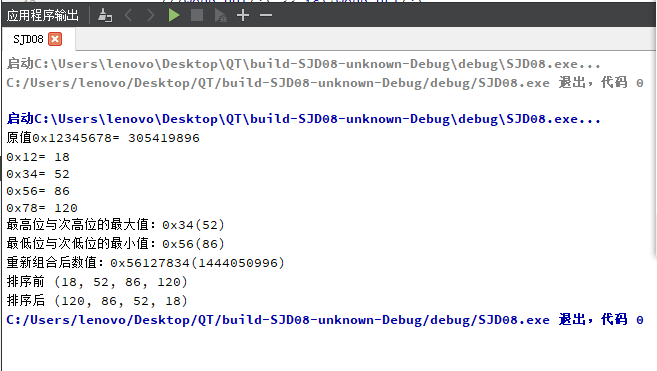 应用程序输出
SJD08
启动C:\Users\lenovo\Desktop\QT\build-SJD08-unknown-Debug\debug\SJD08.exe...
C:/Users/lenovo/Desktop/QT/build-SJD08-unknown-Debug/debug/SJD08.exe 退出，代码 0
启动C:\Users\lenovo\Desktop\QT\build-SJD08-unknown-Debug\debug\SJD08.exe...
原值0x12345678= 305419896
0x12= 18
0x34= 52
0x56= 86
0x78= 120
最高位与次高位的最大值：0x34(52)
最低位与次低位的最小值：0x56(86)
重新组合后数值：0x56127834(1444050996)
排序前 (18, 52, 86, 120)
排序后 (120, 86, 52, 18)
C:/Users/lenovo/Desktop/QT/build-SJD08-unknown-Debug/debug/SJD08.exe 退出，代码 0